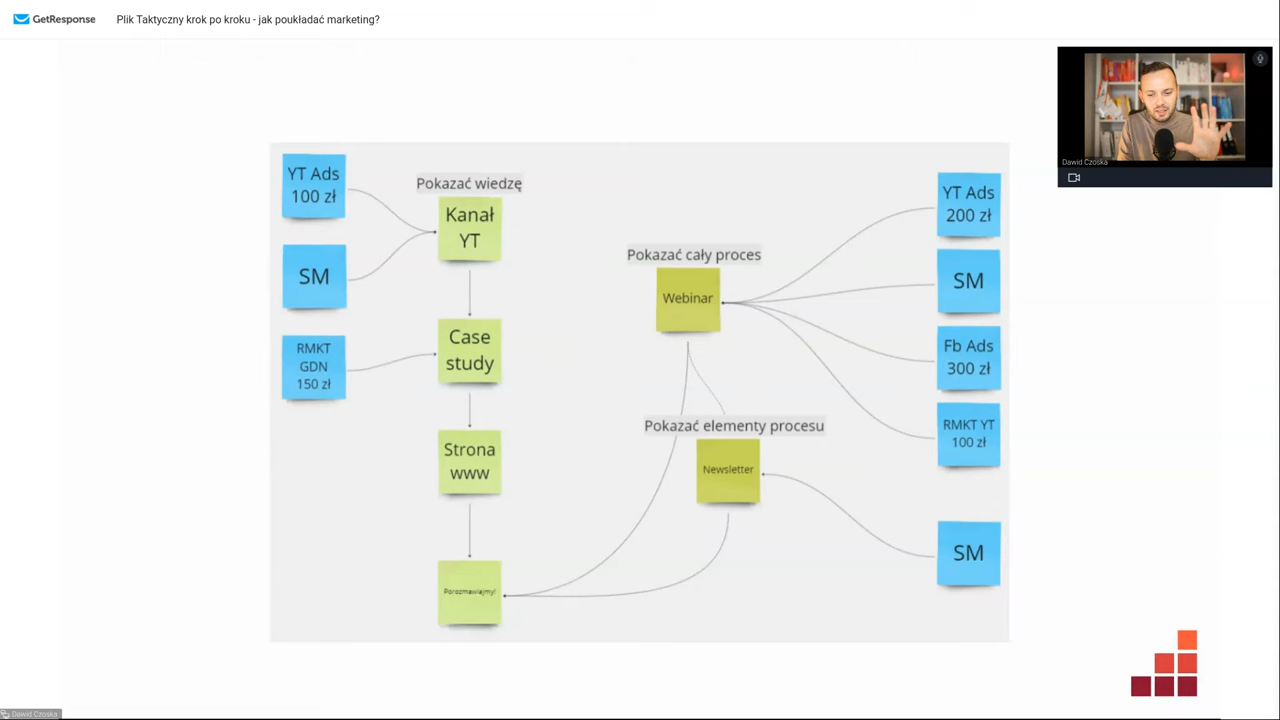 GetResponse
Plik Taktyczny krok po kroku - jak poukładać marketing?
Dawid Czoska
YT Ads
100 zł
SM
RMKT
GDN
150 zł
Pokazać wiedzę
Kanał
YT
Case
study
Strona
www
Porozmawiajmy!
Pokazać cały proces
Webinar
Pokazać elementy procesu
Newsletter
YT Ads
200 zł
SM
Fb Ads
300 zł
RMKT YT
100 zł
SM
Dawid Czoska